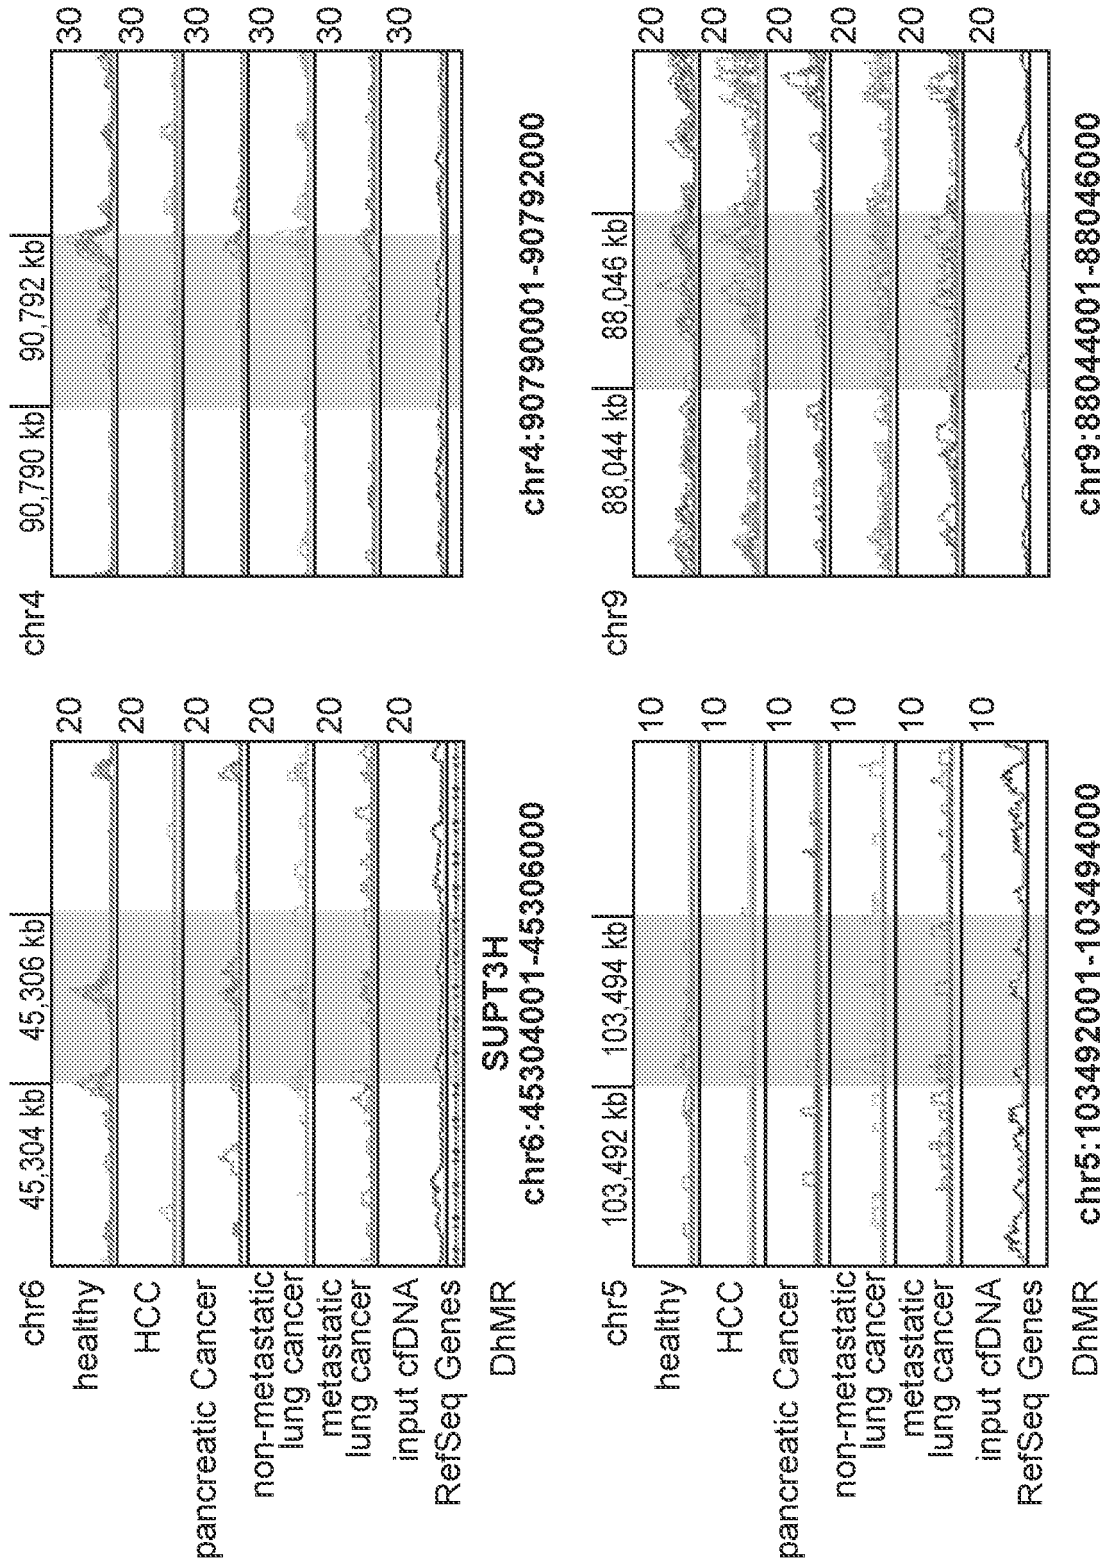 chr6
45,304 kb
45,306 kb
healthy
20
HCC
20
pancreatic Cancer
20
non-metastatic
lung cancer
20
metastatic
lung cancer
20
input cfDNA
20
RefSeq Genes
SUPT3H
DhMR
chr6:45304001-45306000
chr4
90,790 kb
90,792 kb
30
30
30
30
30
30
chr4:90790001-90792000
chr5
103,492 kb
103,494 kb
healthy
10
HCC
10
pancreatic Cancer
10
non-metastatic
lung cancer
10
metastatic
lung cancer
10
input cfDNA
10
RefSeq Genes
DhMR
chr5:103492001-103494000
chr9
88,044 kb
88,046 kb
20
20
20
20
20
20
chr9:88044001-88046000